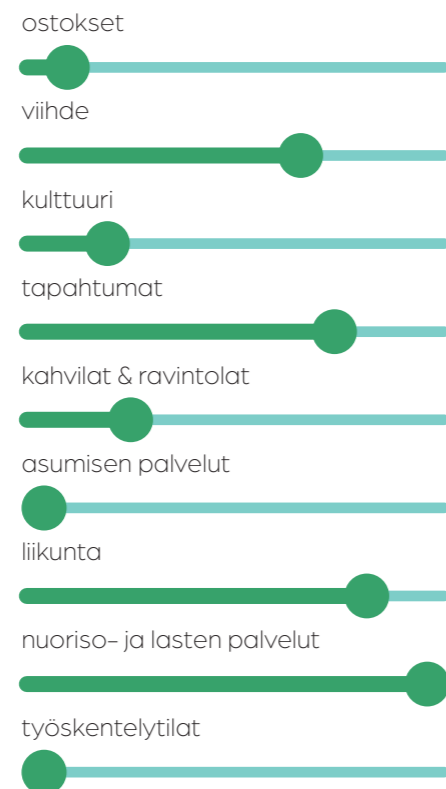 ostokset
viihde
kulttuuri
tapahtumat
kahvilat & ravintolat
asumisen palvelut
liikunta
nuoriso- ja lasten palvelut
työskentelytilat